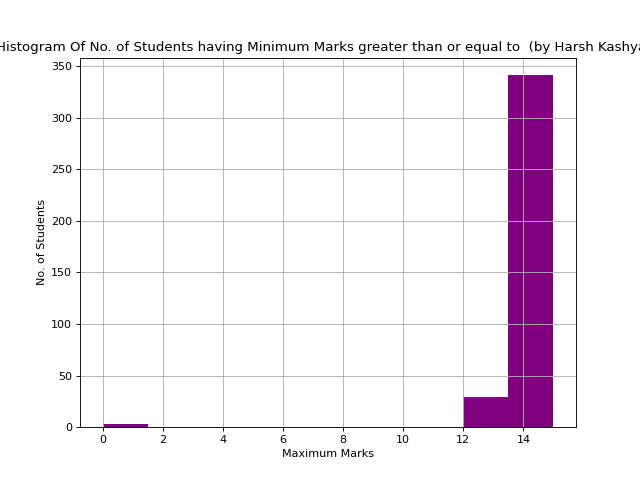 Histogram Of No. of Students having Minimum Marks greater than or equal to  (by Harsh
350
300
250
200
150
100
50
0
No. of Students
0 2 4 6 8 10 12 14
Maximum Marks